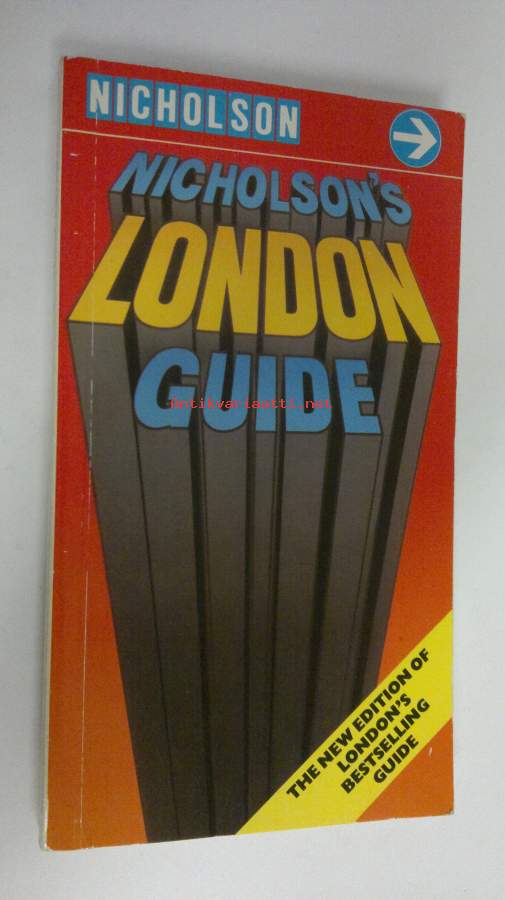 NICHOLSON
NICHOLSON'S
LONDON
GUIDE
antikvariaatti.net
THE NEW EDITION OF
LONDON'S
BESTSELLING
GUIDE